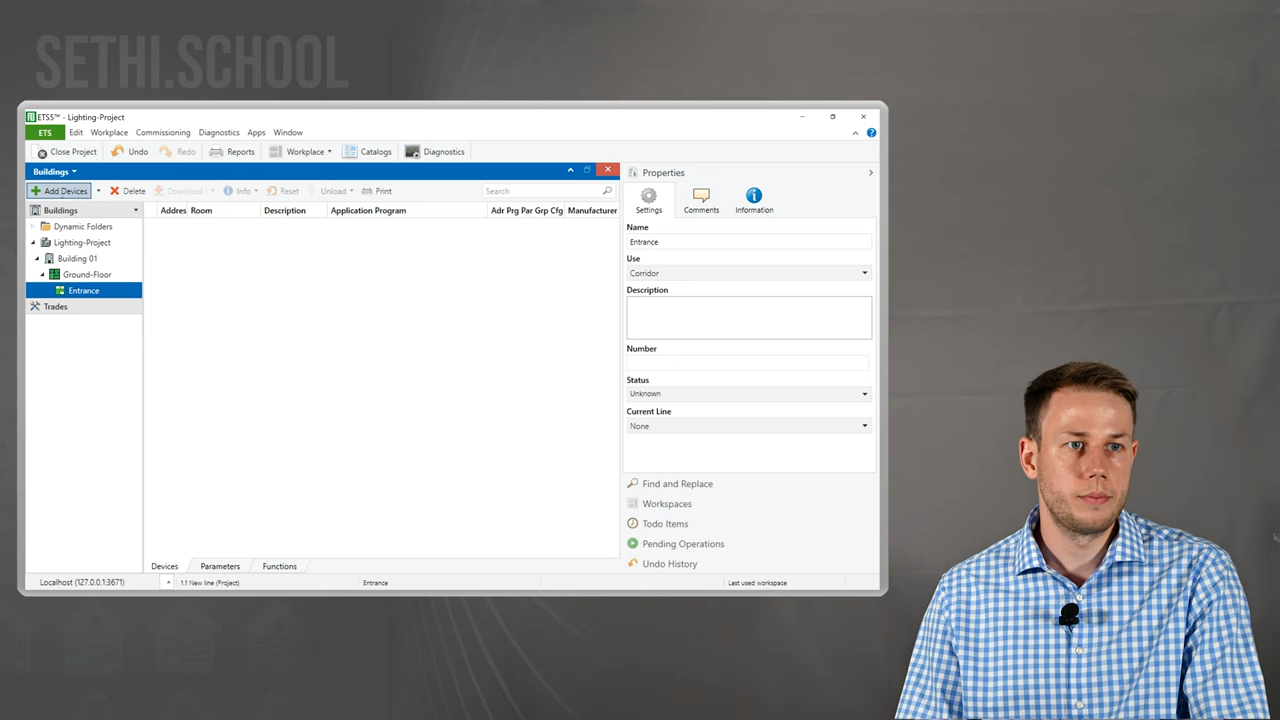 SETHI.SCHOOL
ETS5™ - Lighting-Project
ETS Edit Workplace Commissioning Diagnostics Apps Window
Close Project Undo Redo Reports Workplace Catalogs Diagnostics
Buildings
Add Devices Delete Download Info Reset Unload Print Search
Buildings Addres Room Description Application Program Adr Prg Par Grp Cfg Manufacturer
Dynamic Folders
Lighting-Project
Building 01
Ground-Floor
Entrance
Trades
Properties
Settings Comments Information
Name
Entrance
Use
Corridor
Description
Number
Status
Unknown
Current Line
None
Find and Replace
Workspaces
Todo Items
Pending Operations
Undo History
Devices Parameters Functions
Localhost (127.0.0.1:3671) 1.1 New line (Project) Entrance Last used workspace